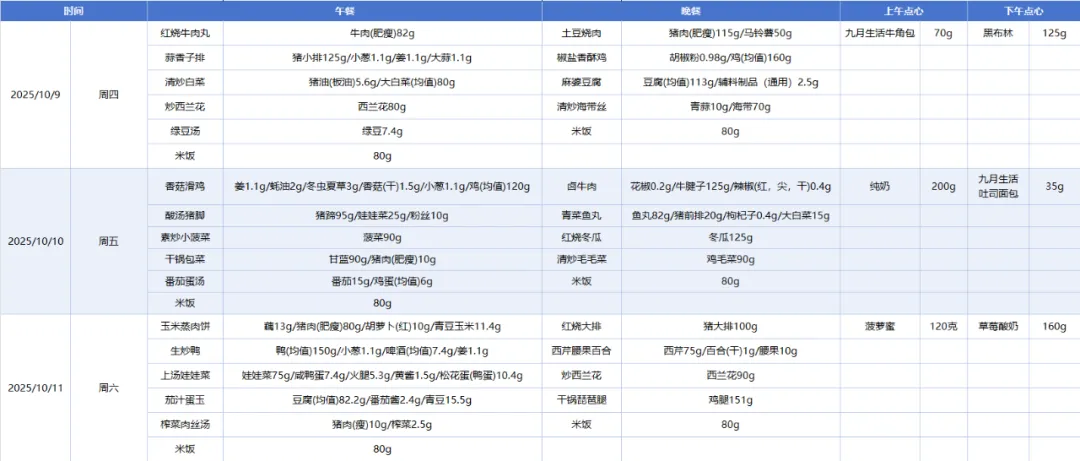 时间 午餐 晚餐 上午点心 下午点心
2025/10/9 周四
红烧牛肉丸 牛肉(肥瘦)82g 土豆烧肉 猪肉(肥瘦)115g/马铃薯50g 九月生活牛角包 70g 黑布林 125g
蒜香子排 猪小排125g/小葱1.1g/姜1.1g/大蒜1.1g 椒盐香酥鸡 胡椒粉0.98g/鸡(均值)160g
清炒白菜 猪油(板油)5.6g/大白菜(均值)80g 麻婆豆腐 豆腐(均值)113g/辅料制品（通用）2.5g
炒西兰花 西兰花80g 清炒海带丝 青蒜10g/海带70g
绿豆汤 绿豆7.4g 米饭 80g
米饭 80g
2025/10/10 周五
香菇滑鸡 姜1.1g/蚝油2g/冬虫夏草3g/香菇(干)1.5g/小葱1.1g/鸡(均值)120g 卤牛肉 花椒0.2g/牛腱子125g/辣椒(红，尖，干)0.4g 纯奶 200g 九月生活
吐司面包 35g
酸汤猪脚 猪蹄95g/娃娃菜25g/粉丝10g 青菜鱼丸 鱼丸82g/猪前排20g/枸杞子0.4g/大白菜15g
素炒小菠菜 菠菜90g 红烧冬瓜 冬瓜125g
干锅包菜 甘蓝90g/猪肉(肥瘦)10g 清炒毛毛菜 鸡毛菜90g
番茄蛋汤 番茄15g/鸡蛋(均值)6g 米饭 80g
米饭 80g
2025/10/11 周六
玉米蒸肉饼 藕13g/猪肉(肥瘦)80g/胡萝卜(红)10g/青豆玉米11.4g 红烧大排 猪大排100g 菠萝蜜 120克 草莓酸奶 160g
生炒鸭 鸭(均值)150g/小葱1.1g/啤酒(均值)7.4g/姜1.1g 西芹腰果百合 西芹75g/百合(干)1g/腰果10g
上汤娃娃菜 娃娃菜75g/咸鸭蛋7.4g/火腿5.3g/黄酱1.5g/松花蛋(鸭蛋)10.4g 炒西兰花 西兰花90g
茄汁蛋玉 豆腐(均值)82.2g/番茄酱2.4g/青豆15.5g 干锅琵琶腿 鸡腿151g
榨菜肉丝汤 猪肉(瘦)10g/榨菜2.5g 米饭 80g
米饭 80g